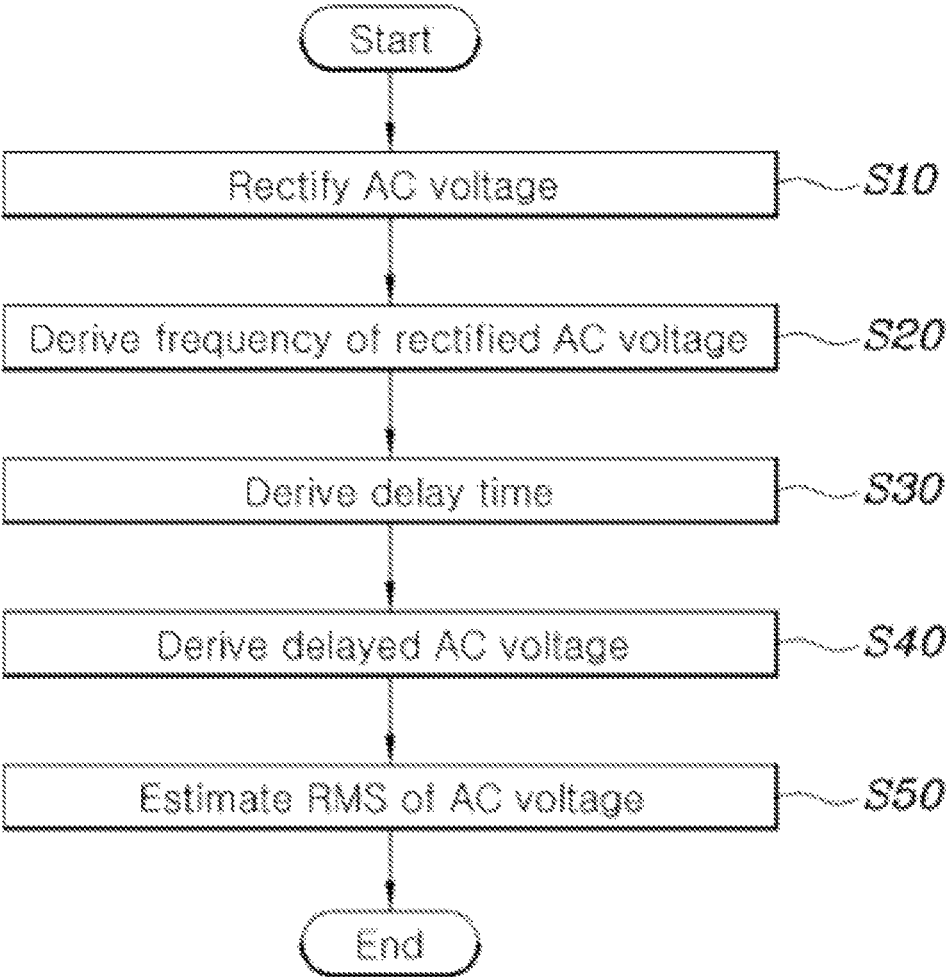 Start
Rectify AC voltage
S10
Derive frequency of rectified AC voltage
S20
Derive delay time
S30
Derive delayed AC voltage
S40
Estimate RMS of AC voltage
S50
End